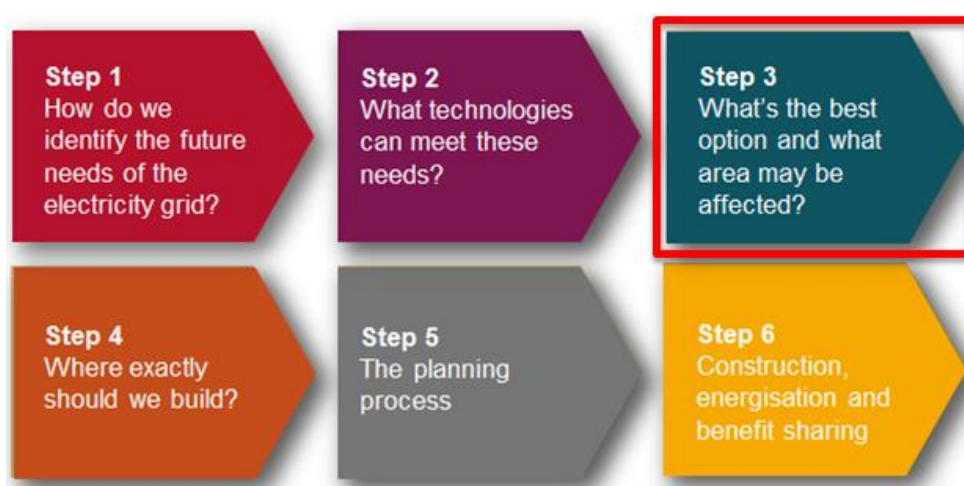 Step 1
How do we
identify the future
needs of the
electricity grid?
Step 2
What technologies
can meet these
needs?
Step 3
What's the best
option and what
area may be
affected?
Step 4
Where exactly
should we build?
Step 5
The planning
process
Step 6
Construction,
energisation and
benefit sharing